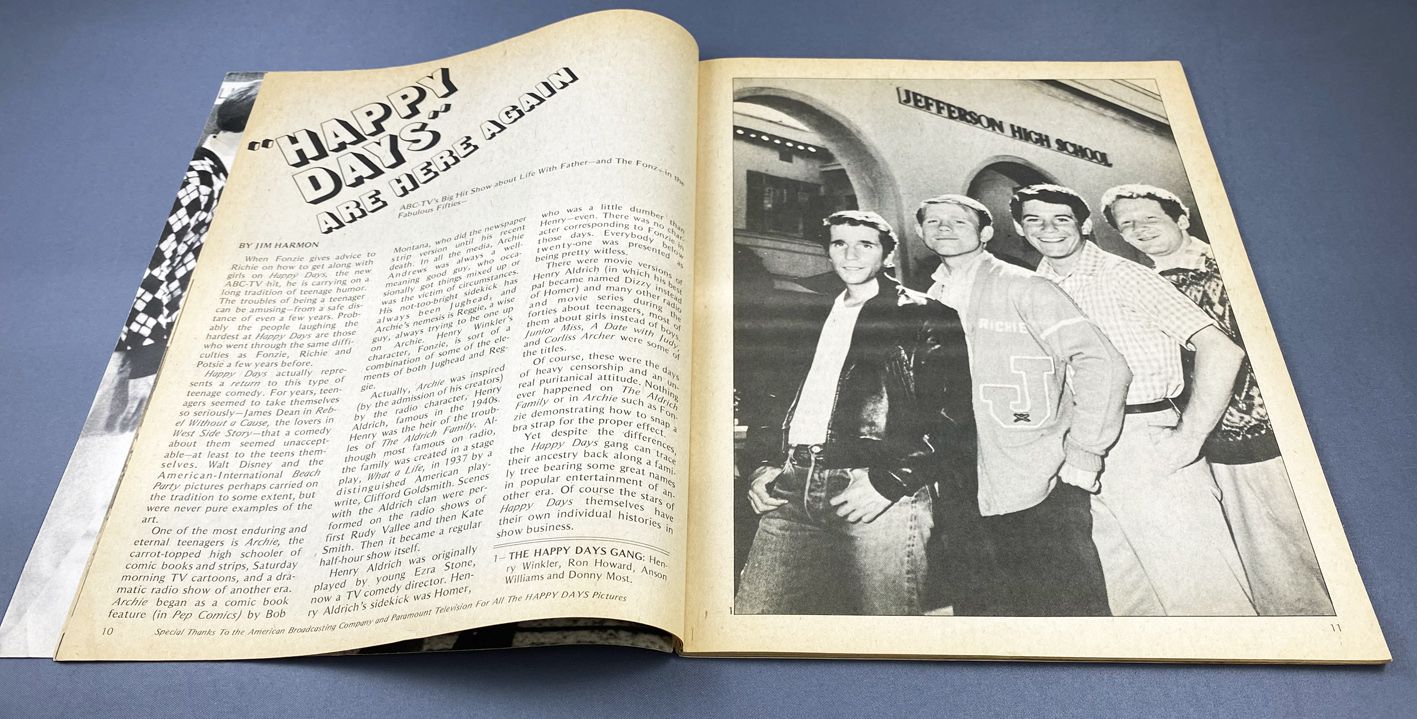 "HAPPY
DAYS"
ARE HERE AGAIN
ABC-TV's Big Hit Show about Life With Father—and The Fonz—in the
Fabulous Fifties—
BY JIM HARMON
When Fonzie gives advice to
Richie on how to get along with
girls on Happy Days, the new
ABC-TV hit, he is carrying on a
long tradition of teenage humor.
The troubles of being a teenager
can be amusing—from a safe dis-
tance of even a few years. Prob-
ably the people laughing the
hardest at Happy Days are those
who went through the same diffi-
culties as Fonzie, Richie and
Potsie a few years before.
Happy Days actually repre-
sents a return to this type of
teenage comedy. For years, teen-
agers seemed to take themselves
so seriously—James Dean in Reb-
el Without a Cause, the lovers in
West Side Story—that a comedy
about them seemed unaccept-
able—at least to the teens them-
selves. Walt Disney and the
American-International Beach
Party pictures perhaps carried on
the tradition to some extent, but
were never pure examples of the
art.
One of the most enduring and
eternal teenagers is Archie, the
carrot-topped high schooler of
comic books and strips, Saturday
morning TV cartoons, and a dra-
matic radio show of another era.
Archie began as a comic book
feature (in Pep Comics) by Bob
Montana, who did the newspaper
strip version until his recent
death. In all the media, Archie
Andrews was always a well-
meaning good guy, who occa-
sionally got things mixed up or
was the victim of circumstances.
His not-too-bright sidekick has
always been Jughead, and
Archie's nemesis is Reggie, a wise
guy, always trying to be one up
on Archie. Henry Winkler's
character, Fonzie, is sort of a
combination of some of the ele-
ments of both Jughead and Reg-
gie.
Actually, Archie was inspired
(by the admission of his creators)
by the radio character, Henry
Aldrich, famous in the 1940s.
Henry was the heir of the troub-
les of The Aldrich Family. Al-
though most famous on radio,
the family was created in a stage
play, What a Life, in 1937 by a
distinguished American play-
write, Clifford Goldsmith. Scenes
with the Aldrich clan were per-
formed on the radio shows of
first Rudy Vallee and then Kate
Smith. Then it became a regular
half-hour show itself.
Henry Aldrich was originally
played by young Ezra Stone,
now a TV comedy director. Hen-
ry Aldrich's sidekick was Homer,
who was a little dumber than
Henry—even. There was no char-
acter corresponding to Fonzie in
those days. Everybody below
twenty-one was presented as
being pretty witless.
There were movie versions of
Henry Aldrich (in which his best
pal became named Dizzy instead
of Homer) and many other radio
and movie series during the
forties about teenagers, most of
them about girls instead of boys.
Junior Miss, A Date with Judy,
and Corliss Archer were some of
the titles.
Of course, these were the days
of heavy censorship and an un-
real puritanical attitude. Nothing
ever happened on The Aldrich
Family or in Archie such as Fon-
zie demonstrating how to snap a
bra strap for the proper effect.
Yet despite the differences,
the Happy Days gang can trace
their ancestry back along a fami-
ly tree bearing some great names
in popular entertainment of an-
other era. Of course the stars of
Happy Days themselves have
their own individual histories in
show business.
1— THE HAPPY DAYS GANG: Hen-
ry Winkler, Ron Howard, Anson
Williams and Donny Most.
10
Special Thanks To the American Broadcasting Company and Paramount Television For All The HAPPY DAYS Pictures
JEFFERSON HIGH SCHOOL
RICHIE
J
1
11